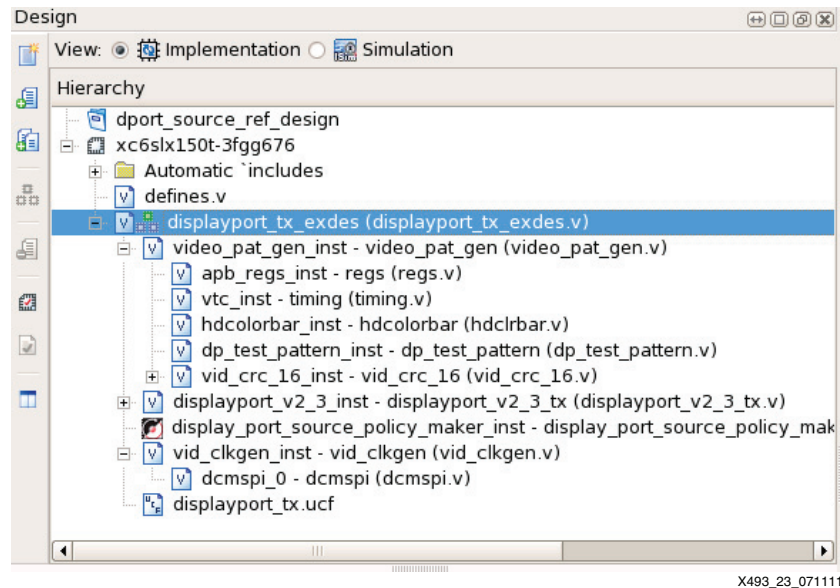 Design
View: Implementation Simulation
Hierarchy
dport_source_ref_design
xc6slx150t-3fgg676
Automatic `includes
defines.v
displayport_tx_exdes (displayport_tx_exdes.v)
video_pat_gen_inst - video_pat_gen (video_pat_gen.v)
apb_regs_inst - regs (regs.v)
vtc_inst - timing (timing.v)
hdcolorbar_inst - hdcolorbar (hdclrbar.v)
dp_test_pattern_inst - dp_test_pattern (dp_test_pattern.v)
vid_crc_16_inst - vid_crc_16 (vid_crc_16.v)
displayport_v2_3_inst - displayport_v2_3_tx (displayport_v2_3_tx.v)
display_port_source_policy_maker_inst - display_port_source_policy_mak
vid_clkgen_inst - vid_clkgen (vid_clkgen.v)
dcmspi_0 - dcmspi (dcmspi.v)
displayport_tx.ucf
X493_23_071111